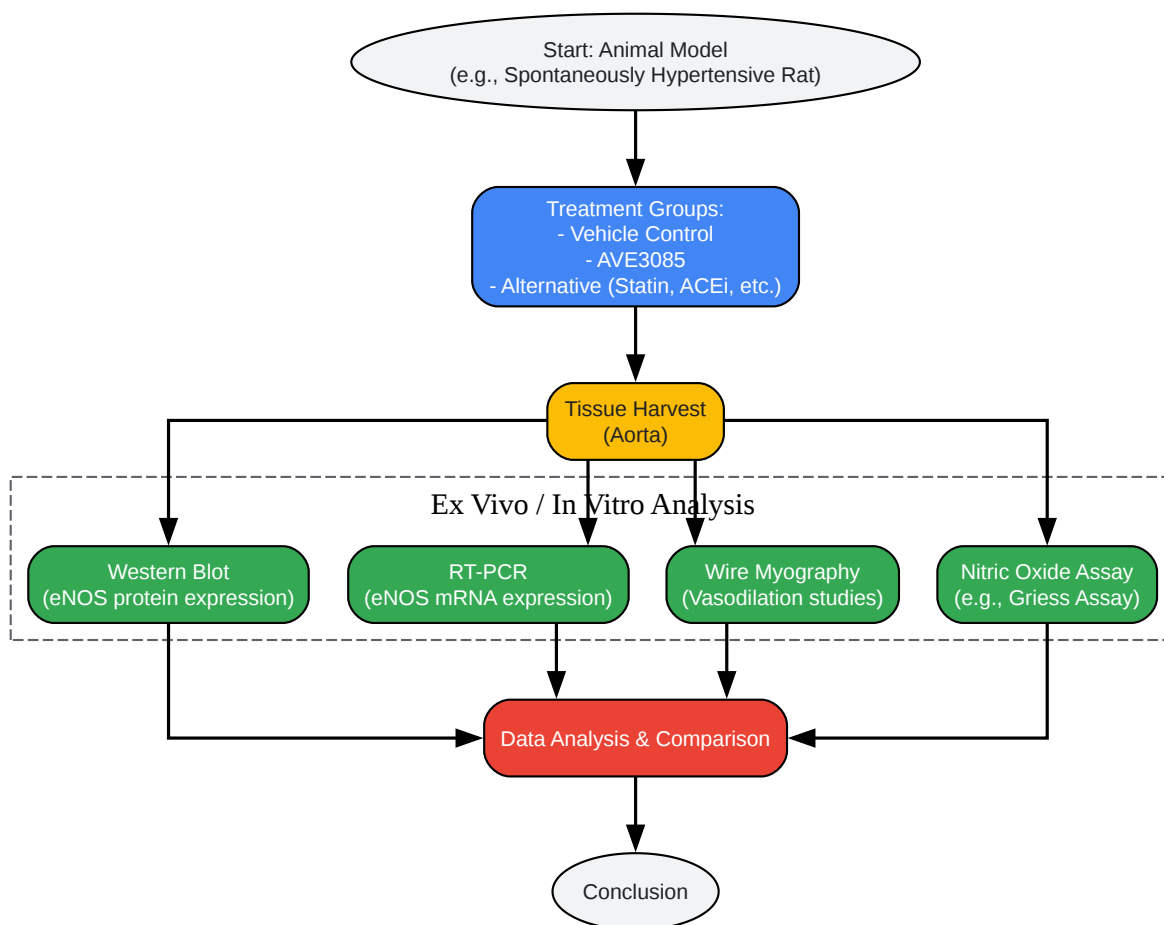 Start: Animal Model
(e.g., Spontaneously Hypertensive Rat)
Treatment Groups:
- Vehicle Control
- AVE3085
- Alternative (Statin, ACEi, etc.)
Tissue Harvest
(Aorta)
Ex Vivo / In Vitro Analysis
Western Blot
(eNOS protein expression)
RT-PCR
(eNOS mRNA expression)
Wire Myography
(Vasodilation studies)
Nitric Oxide Assay
(e.g., Griess Assay)
Data Analysis & Comparison
Conclusion